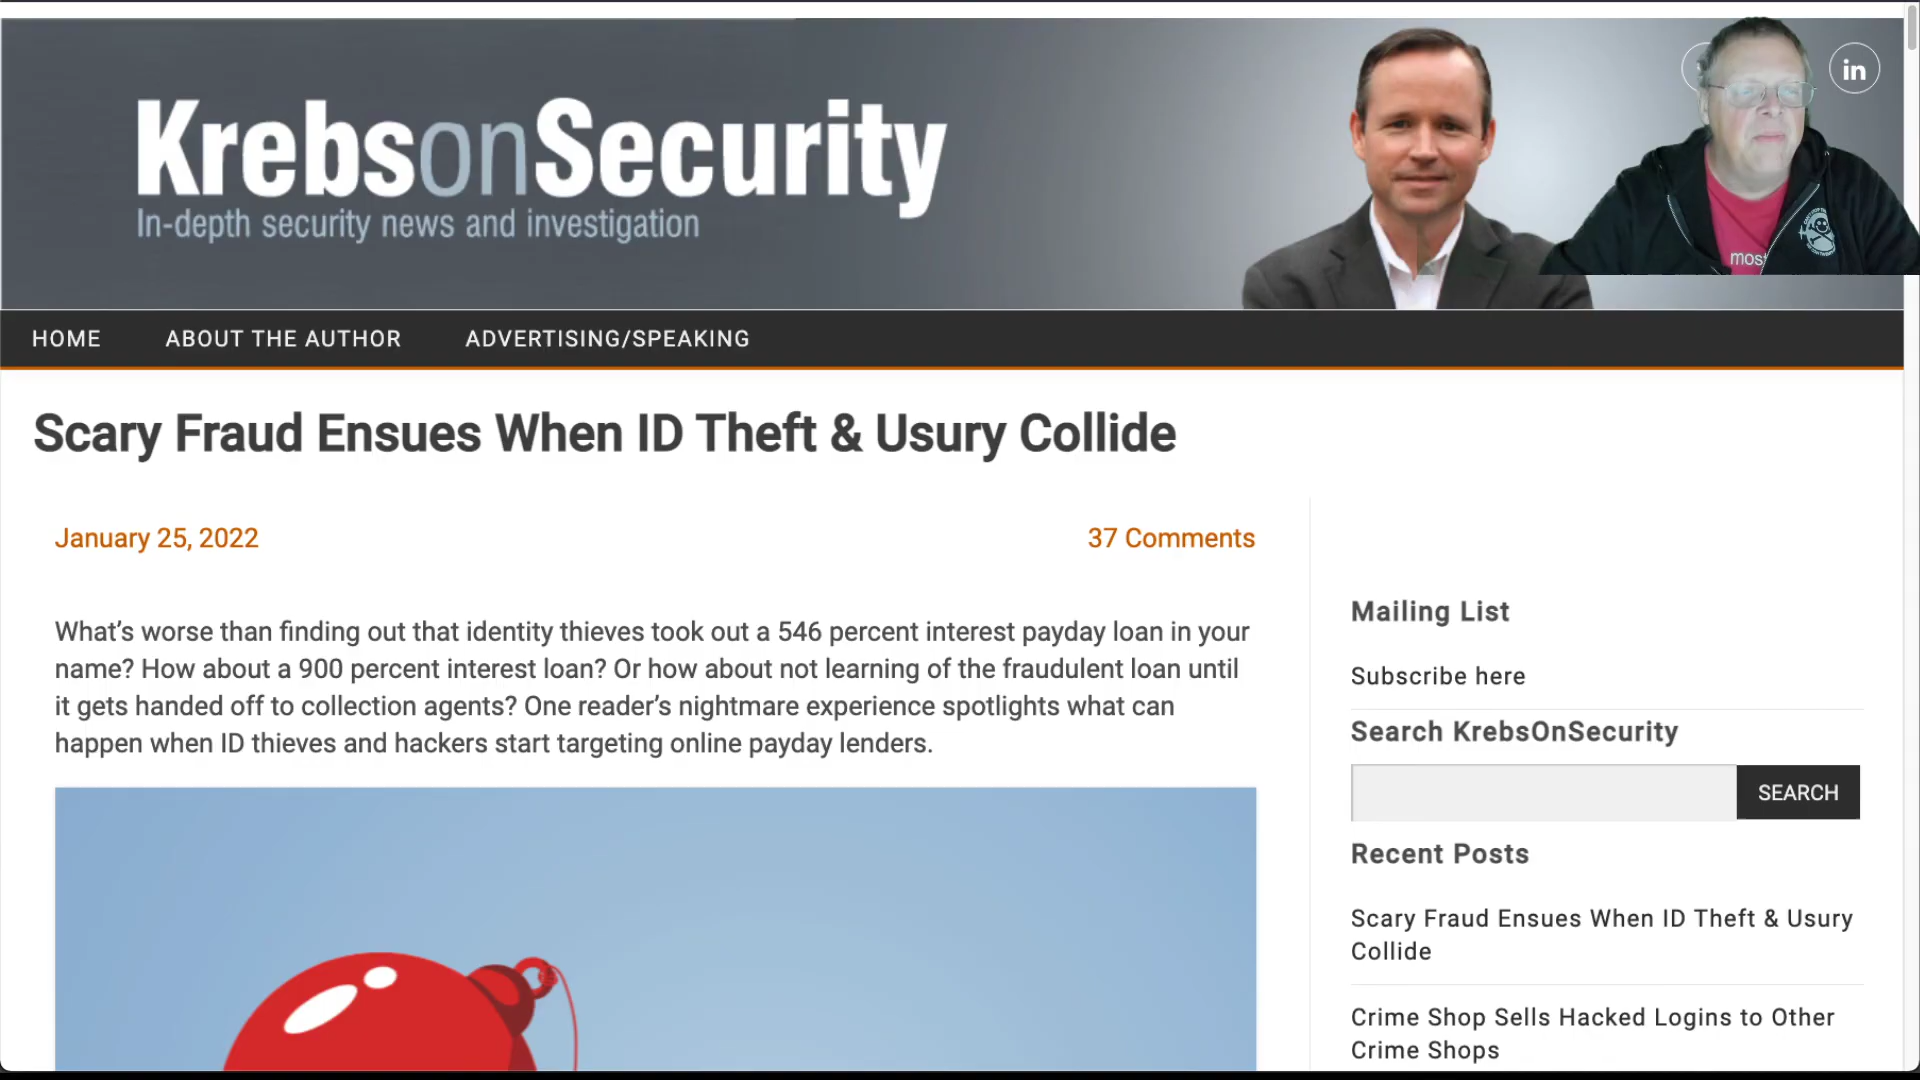 KrebsonSecurity
In-depth security news and investigation
in
mos
HOME ABOUT THE AUTHOR ADVERTISING/SPEAKING
Scary Fraud Ensues When ID Theft & Usury Collide
January 25, 2022
37 Comments
What’s worse than finding out that identity thieves took out a 546 percent interest payday loan in your
name? How about a 900 percent interest loan? Or how about not learning of the fraudulent loan until
it gets handed off to collection agents? One reader’s nightmare experience spotlights what can
happen when ID thieves and hackers start targeting online payday lenders.
Mailing List
Subscribe here
Search KrebsOnSecurity
SEARCH
Recent Posts
Scary Fraud Ensues When ID Theft & Usury
Collide
Crime Shop Sells Hacked Logins to Other
Crime Shops